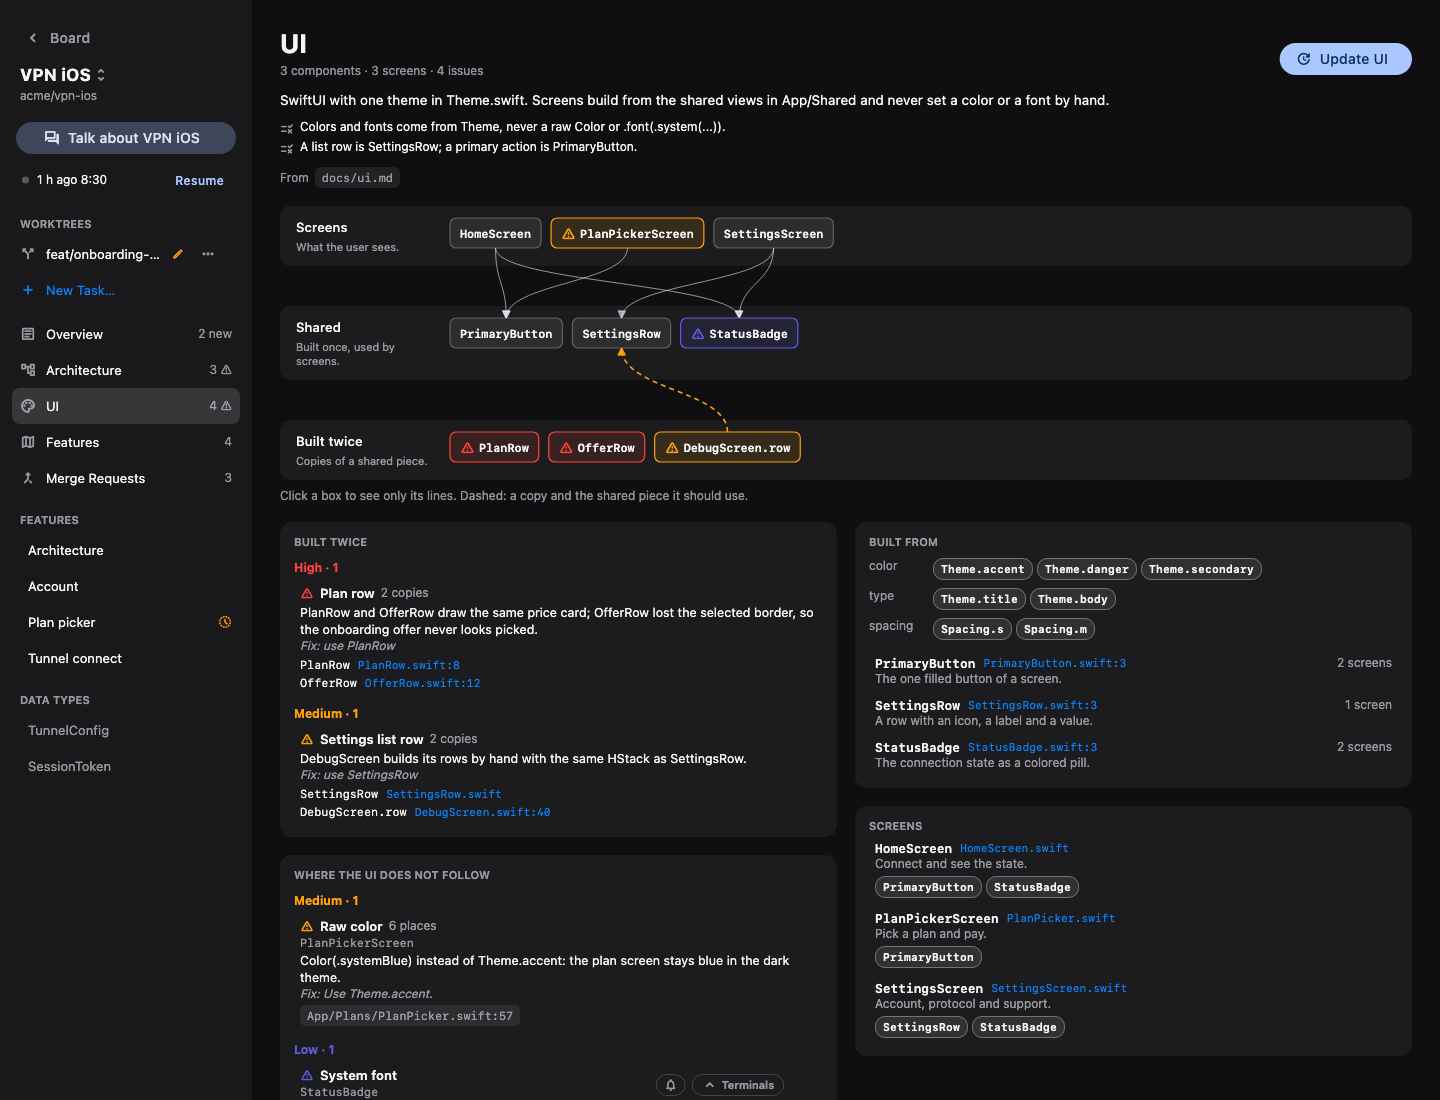 Board
VPN iOS
acme/vpn-ios
Talk about VPN iOS
1 h ago 8:30
Resume
WORKTREES
feat/onboarding-...
New Task...
Overview
2 new
Architecture
3
UI
4
Features
4
Merge Requests
3
FEATURES
Architecture
Account
Plan picker
Tunnel connect
DATA TYPES
TunnelConfig
SessionToken
UI
3 components · 3 screens · 4 issues
Update UI
SwiftUI with one theme in Theme.swift. Screens build from the shared views in App/Shared and never set a color or a font by hand.
Colors and fonts come from Theme, never a raw Color or .font(.system(...)).
A list row is SettingsRow; a primary action is PrimaryButton.
From docs/ui.md
Screens
What the user sees.
HomeScreen
PlanPickerScreen
SettingsScreen
Shared
Built once, used by
screens.
PrimaryButton
SettingsRow
StatusBadge
Built twice
Copies of a shared piece.
PlanRow
OfferRow
DebugScreen.row
Click a box to see only its lines. Dashed: a copy and the shared piece it should use.
BUILT TWICE
High · 1
Plan row 2 copies
PlanRow and OfferRow draw the same price card; OfferRow lost the selected border, so
the onboarding offer never looks picked.
Fix: use PlanRow
PlanRow PlanRow.swift:8
OfferRow OfferRow.swift:12
Medium · 1
Settings list row 2 copies
DebugScreen builds its rows by hand with the same HStack as SettingsRow.
Fix: use SettingsRow
SettingsRow SettingsRow.swift
DebugScreen.row DebugScreen.swift:40
WHERE THE UI DOES NOT FOLLOW
Medium · 1
Raw color 6 places
PlanPickerScreen
Color(.systemBlue) instead of Theme.accent: the plan screen stays blue in the dark
theme.
Fix: Use Theme.accent.
App/Plans/PlanPicker.swift:57
Low · 1
System font
StatusBadge
BUILT FROM
color
Theme.accent
Theme.danger
Theme.secondary
type
Theme.title
Theme.body
spacing
Spacing.s
Spacing.m
PrimaryButton PrimaryButton.swift:3
2 screens
The one filled button of a screen.
SettingsRow SettingsRow.swift:3
1 screen
A row with an icon, a label and a value.
StatusBadge StatusBadge.swift:3
2 screens
The connection state as a colored pill.
SCREENS
HomeScreen HomeScreen.swift
Connect and see the state.
PrimaryButton
StatusBadge
PlanPickerScreen PlanPicker.swift
Pick a plan and pay.
PrimaryButton
SettingsScreen SettingsScreen.swift
Account, protocol and support.
SettingsRow
StatusBadge
Terminals